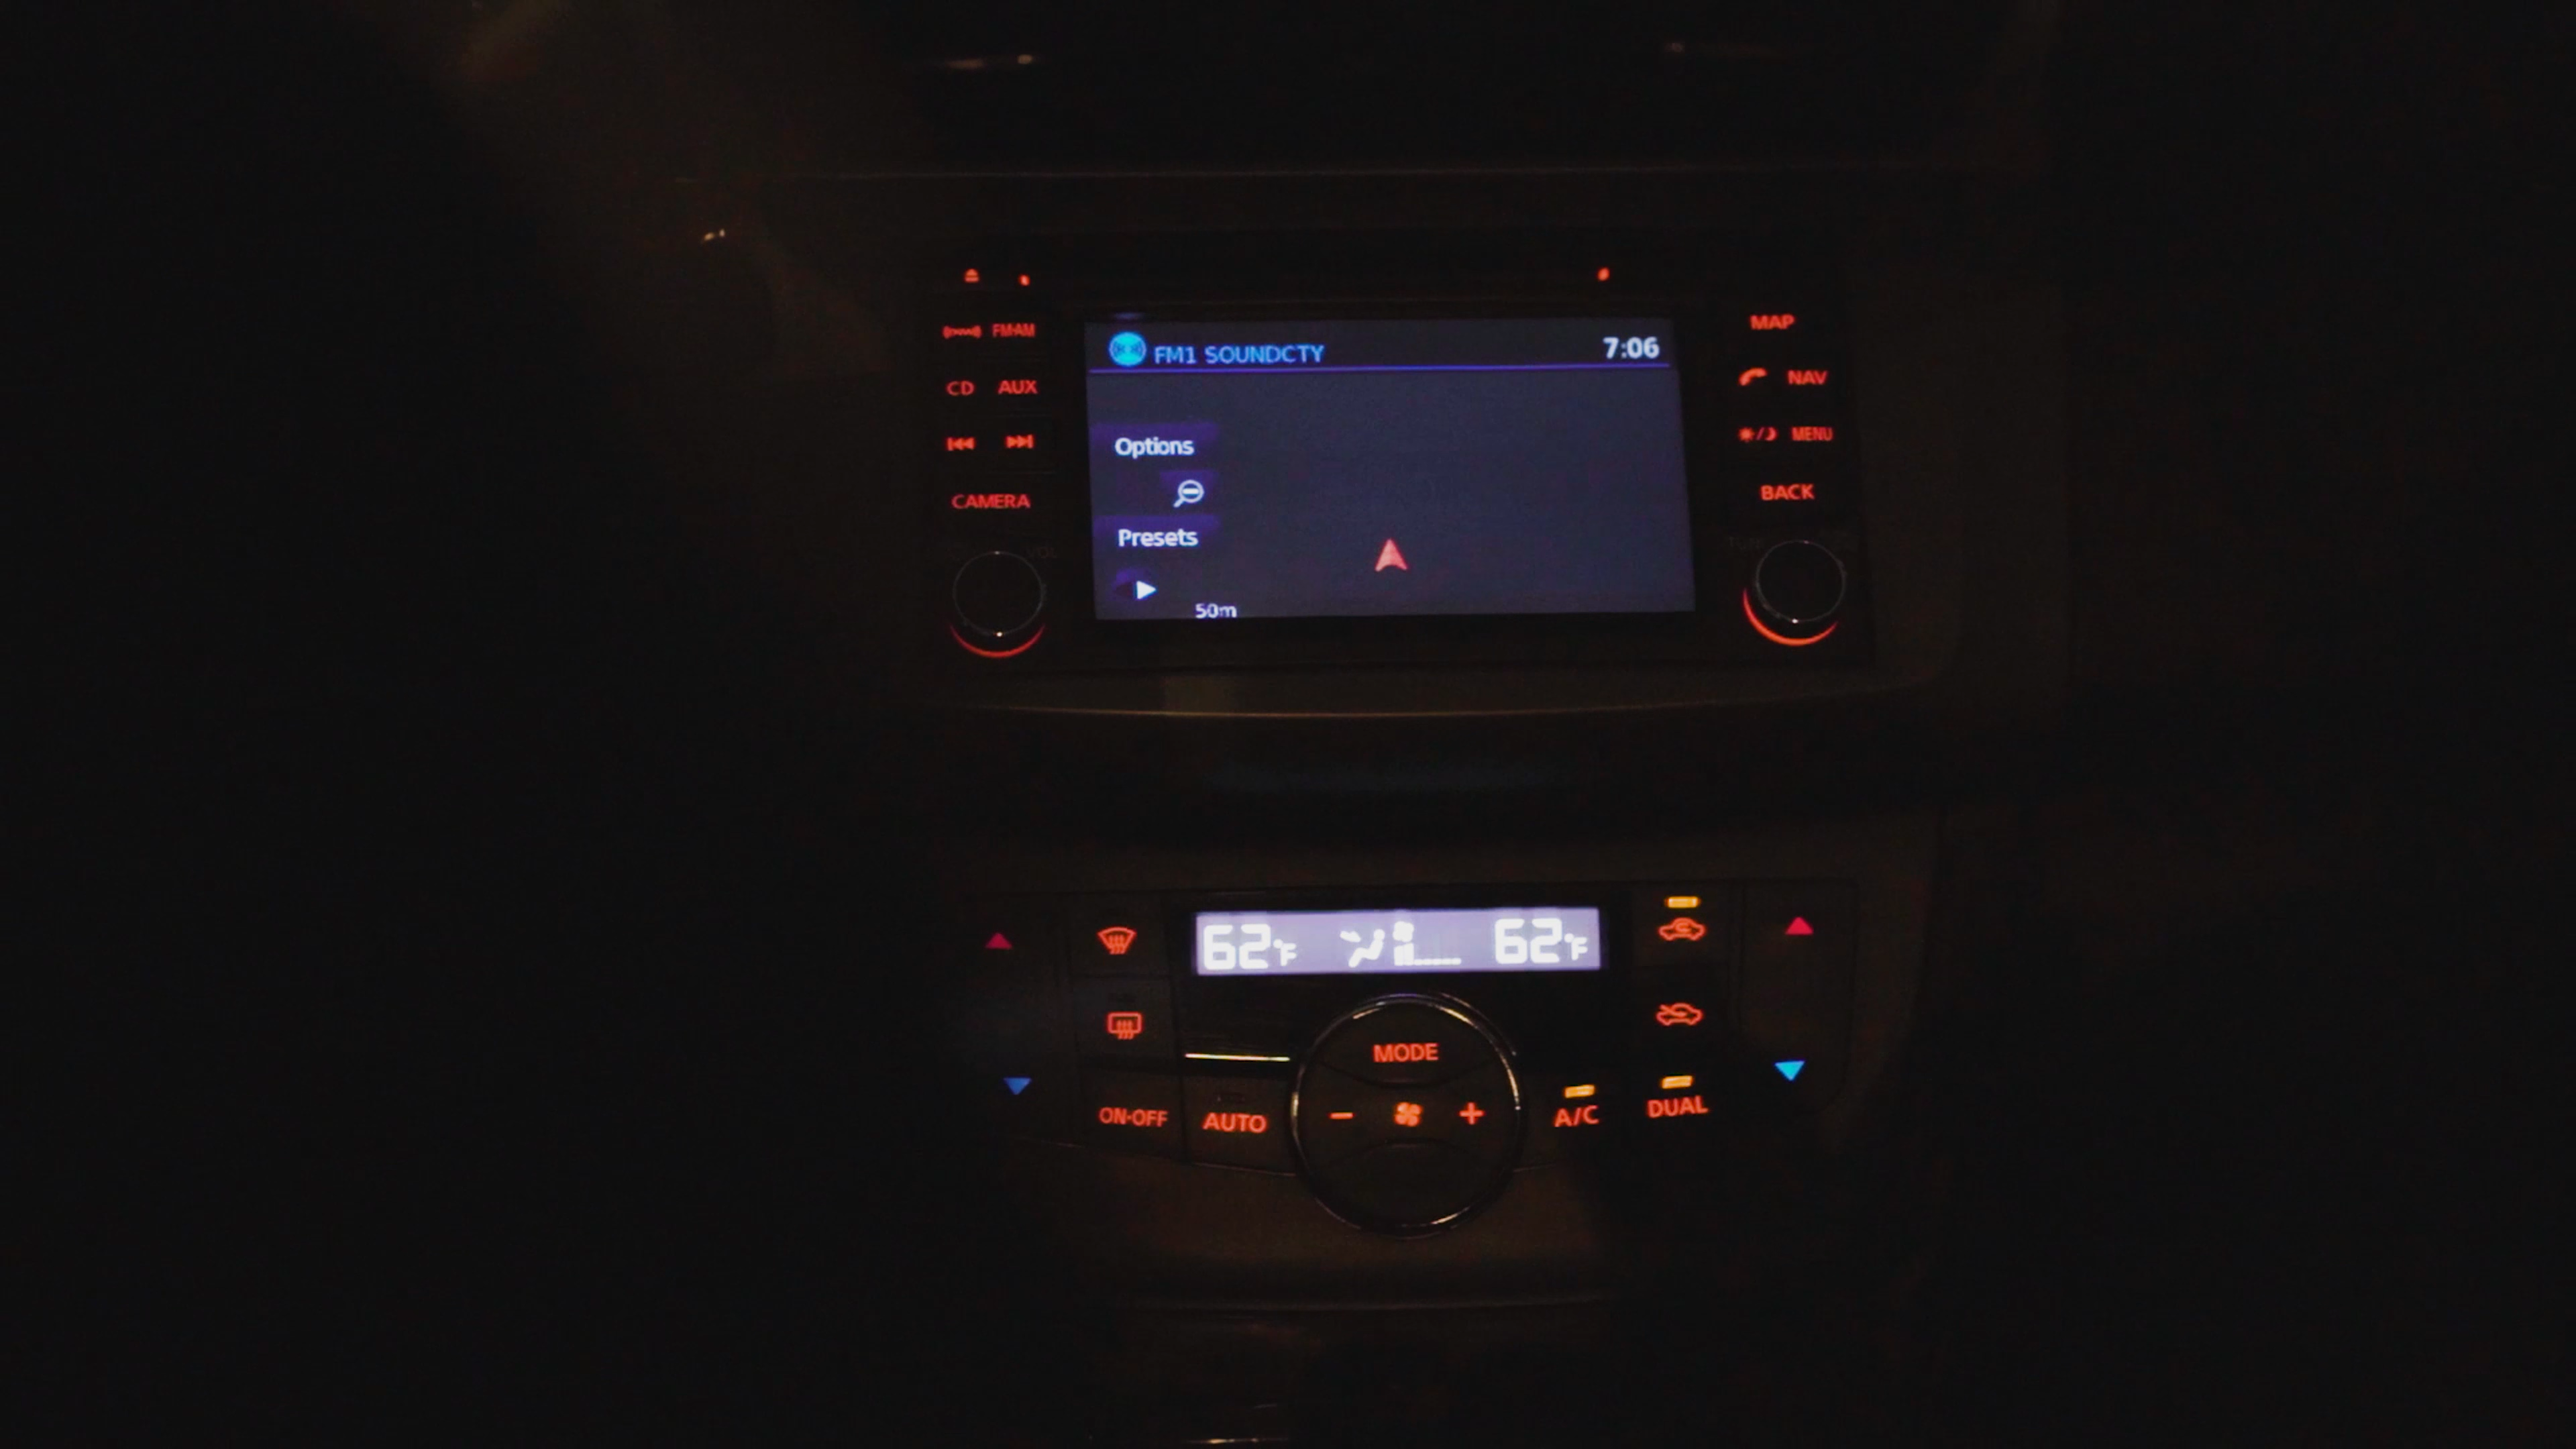 FM·AM
CD AUX
CAMERA
VOL
FM1 SOUNDCTY 7:06
Options
Presets
50m
MAP
NAV
MENU
BACK
62°F 62°F
MODE
ON·OFF AUTO - + A/C DUAL